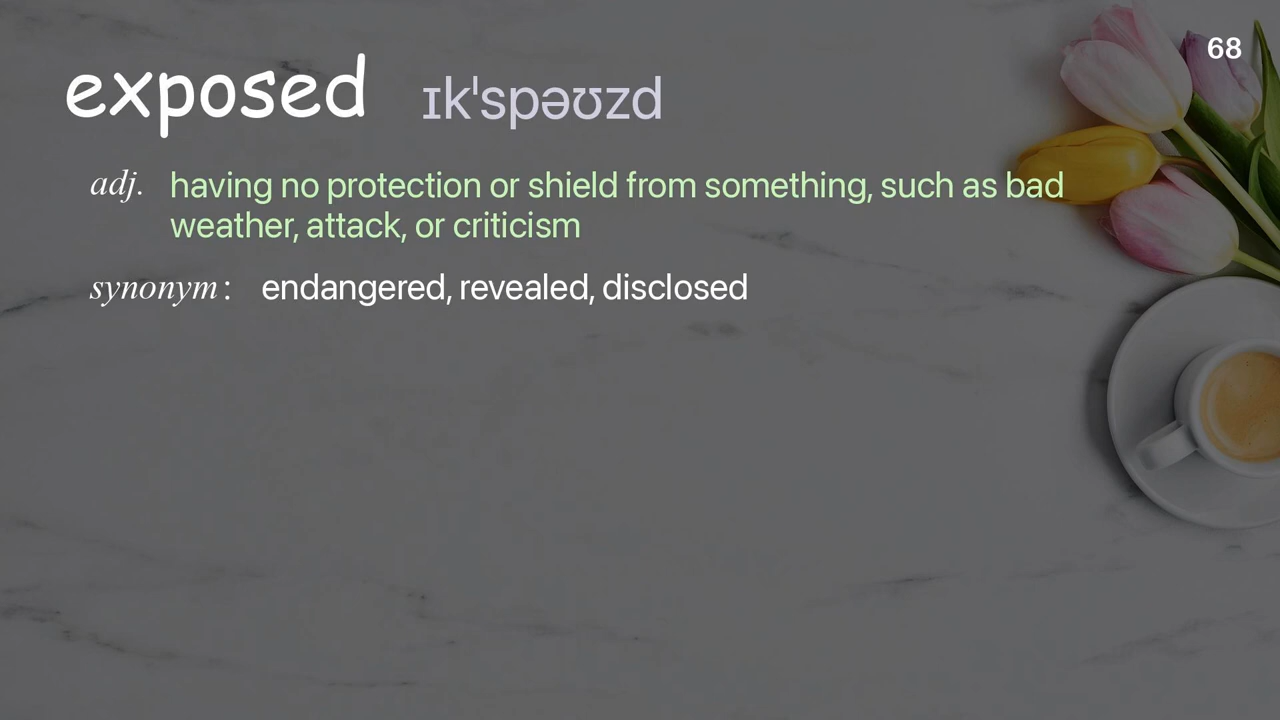 68
exposed ɪkˈspəʊzd
adj. having no protection or shield from something, such as bad
weather, attack, or criticism
synonym: endangered, revealed, disclosed